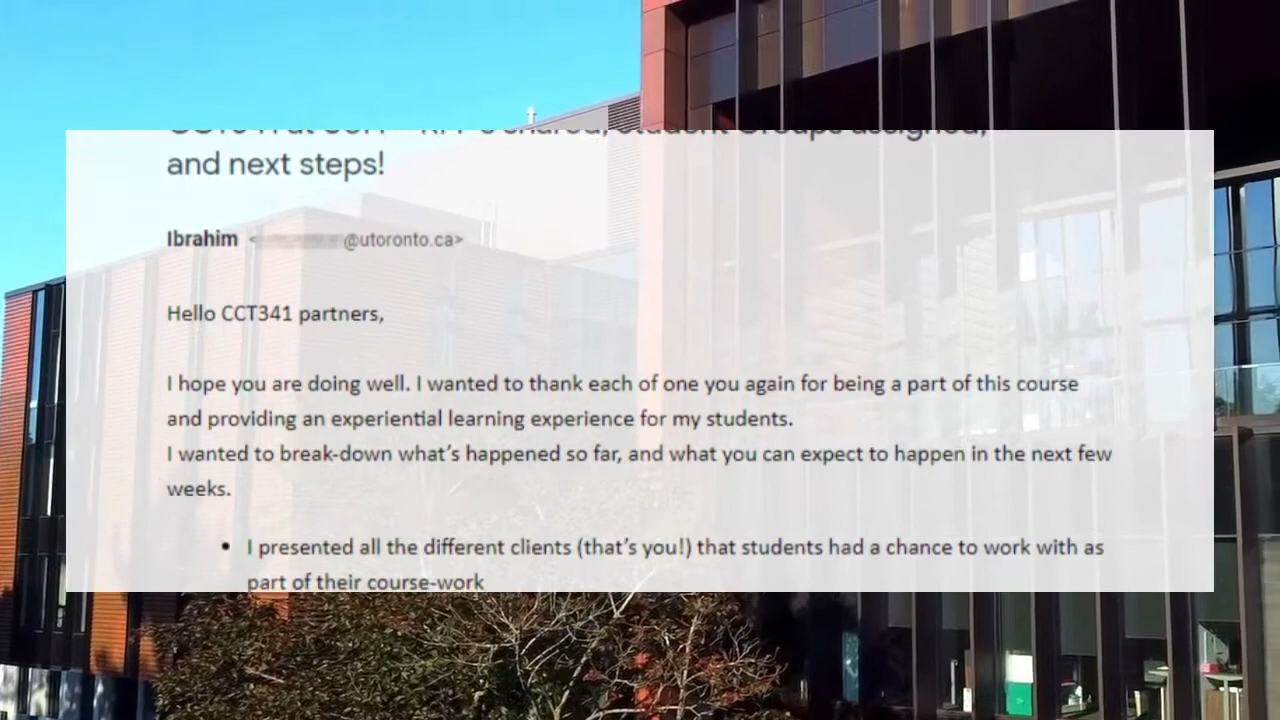 shared, Student Groups assigned,
and next steps!
Ibrahim < @utoronto.ca>
Hello CCT341 partners,
I hope you are doing well. I wanted to thank each of one you again for being a part of this course
and providing an experiential learning experience for my students.
I wanted to break-down what's happened so far, and what you can expect to happen in the next few
weeks.
• I presented all the different clients (that's you!) that students had a chance to work with as
part of their course-work